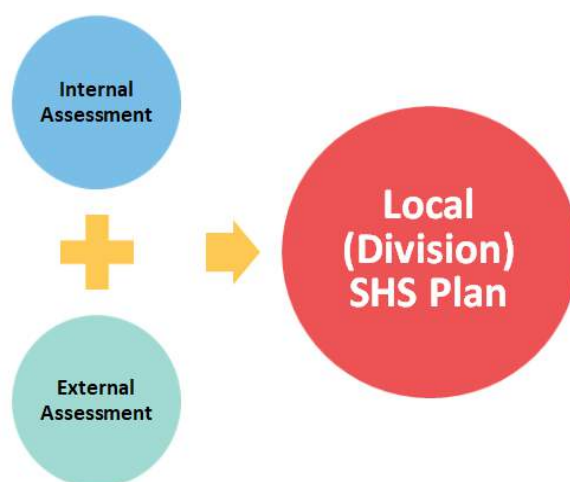 Internal
Assessment
Local
(Division)
SHS Plan
External
Assessment